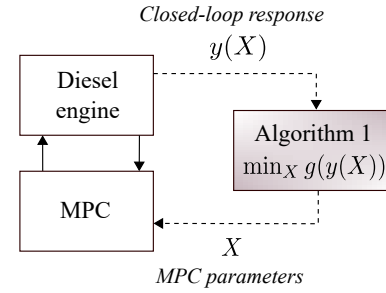 Closed-loop response
y(X)
Diesel
engine
Algorithm 1
min_X g(y(X))
MPC
X
MPC parameters